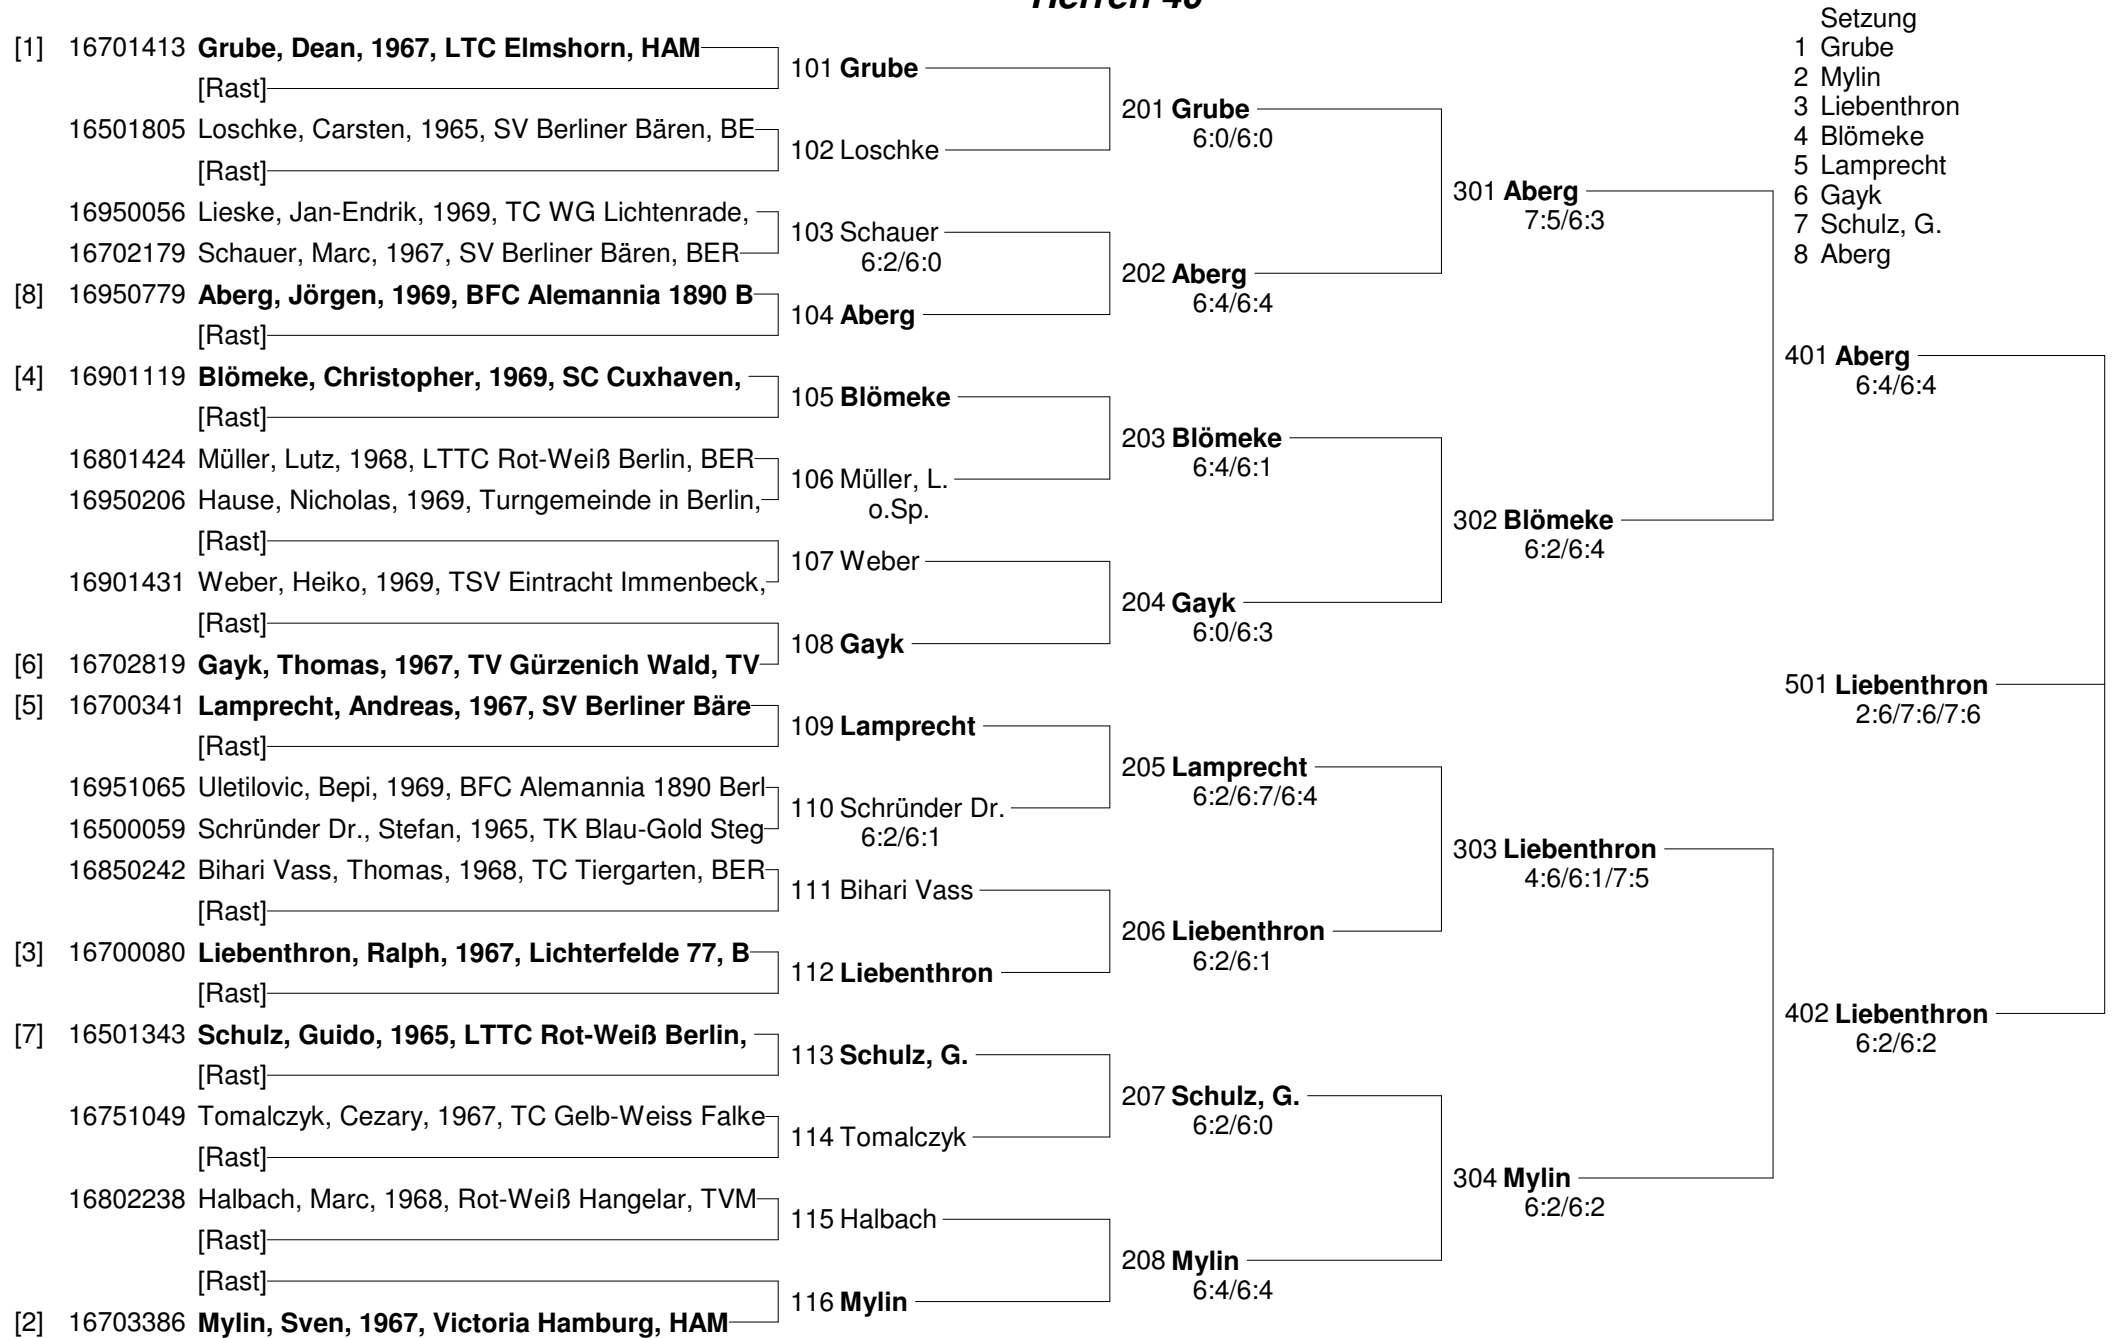 Herren 40
[1] 16701413 Grube, Dean, 1967, LTC Elmshorn, HAM
[Rast]
16501805 Loschke, Carsten, 1965, SV Berliner Bären, BE
[Rast]
16950056 Lieske, Jan-Endrik, 1969, TC WG Lichtenrade,
16702179 Schauer, Marc, 1967, SV Berliner Bären, BER
[8] 16950779 Aberg, Jörgen, 1969, BFC Alemannia 1890 B
[Rast]
[4] 16901119 Blömeke, Christopher, 1969, SC Cuxhaven,
[Rast]
16801424 Müller, Lutz, 1968, LTTC Rot-Weiß Berlin, BER
16950206 Hause, Nicholas, 1969, Turngemeinde in Berlin,
[Rast]
16901431 Weber, Heiko, 1969, TSV Eintracht Immenbeck,
[Rast]
[6] 16702819 Gayk, Thomas, 1967, TV Gürzenich Wald, TV
[5] 16700341 Lamprecht, Andreas, 1967, SV Berliner Bäre
[Rast]
16951065 Uletilovic, Bepi, 1969, BFC Alemannia 1890 Berl
16500059 Schründer Dr., Stefan, 1965, TK Blau-Gold Steg
16850242 Bihari Vass, Thomas, 1968, TC Tiergarten, BER
[Rast]
[3] 16700080 Liebenthron, Ralph, 1967, Lichterfelde 77, B
[Rast]
[7] 16501343 Schulz, Guido, 1965, LTTC Rot-Weiß Berlin,
[Rast]
16751049 Tomalczyk, Cezary, 1967, TC Gelb-Weiss Falke
[Rast]
16802238 Halbach, Marc, 1968, Rot-Weiß Hangelar, TVM
[Rast]
[Rast]
[2] 16703386 Mylin, Sven, 1967, Victoria Hamburg, HAM
101 Grube
102 Loschke
103 Schauer
6:2/6:0
104 Aberg
105 Blömeke
106 Müller, L.
o.Sp.
107 Weber
108 Gayk
109 Lamprecht
110 Schründer Dr.
6:2/6:1
111 Bihari Vass
112 Liebenthron
113 Schulz, G.
114 Tomalczyk
115 Halbach
116 Mylin
201 Grube
6:0/6:0
202 Aberg
6:4/6:4
203 Blömeke
6:4/6:1
204 Gayk
6:0/6:3
205 Lamprecht
6:2/6:7/6:4
206 Liebenthron
6:2/6:1
207 Schulz, G.
6:2/6:0
208 Mylin
6:4/6:4
301 Aberg
7:5/6:3
302 Blömeke
6:2/6:4
303 Liebenthron
4:6/6:1/7:5
304 Mylin
6:2/6:2
401 Aberg
6:4/6:4
501 Liebenthron
2:6/7:6/7:6
402 Liebenthron
6:2/6:2
Setzung
1 Grube
2 Mylin
3 Liebenthron
4 Blömeke
5 Lamprecht
6 Gayk
7 Schulz, G.
8 Aberg